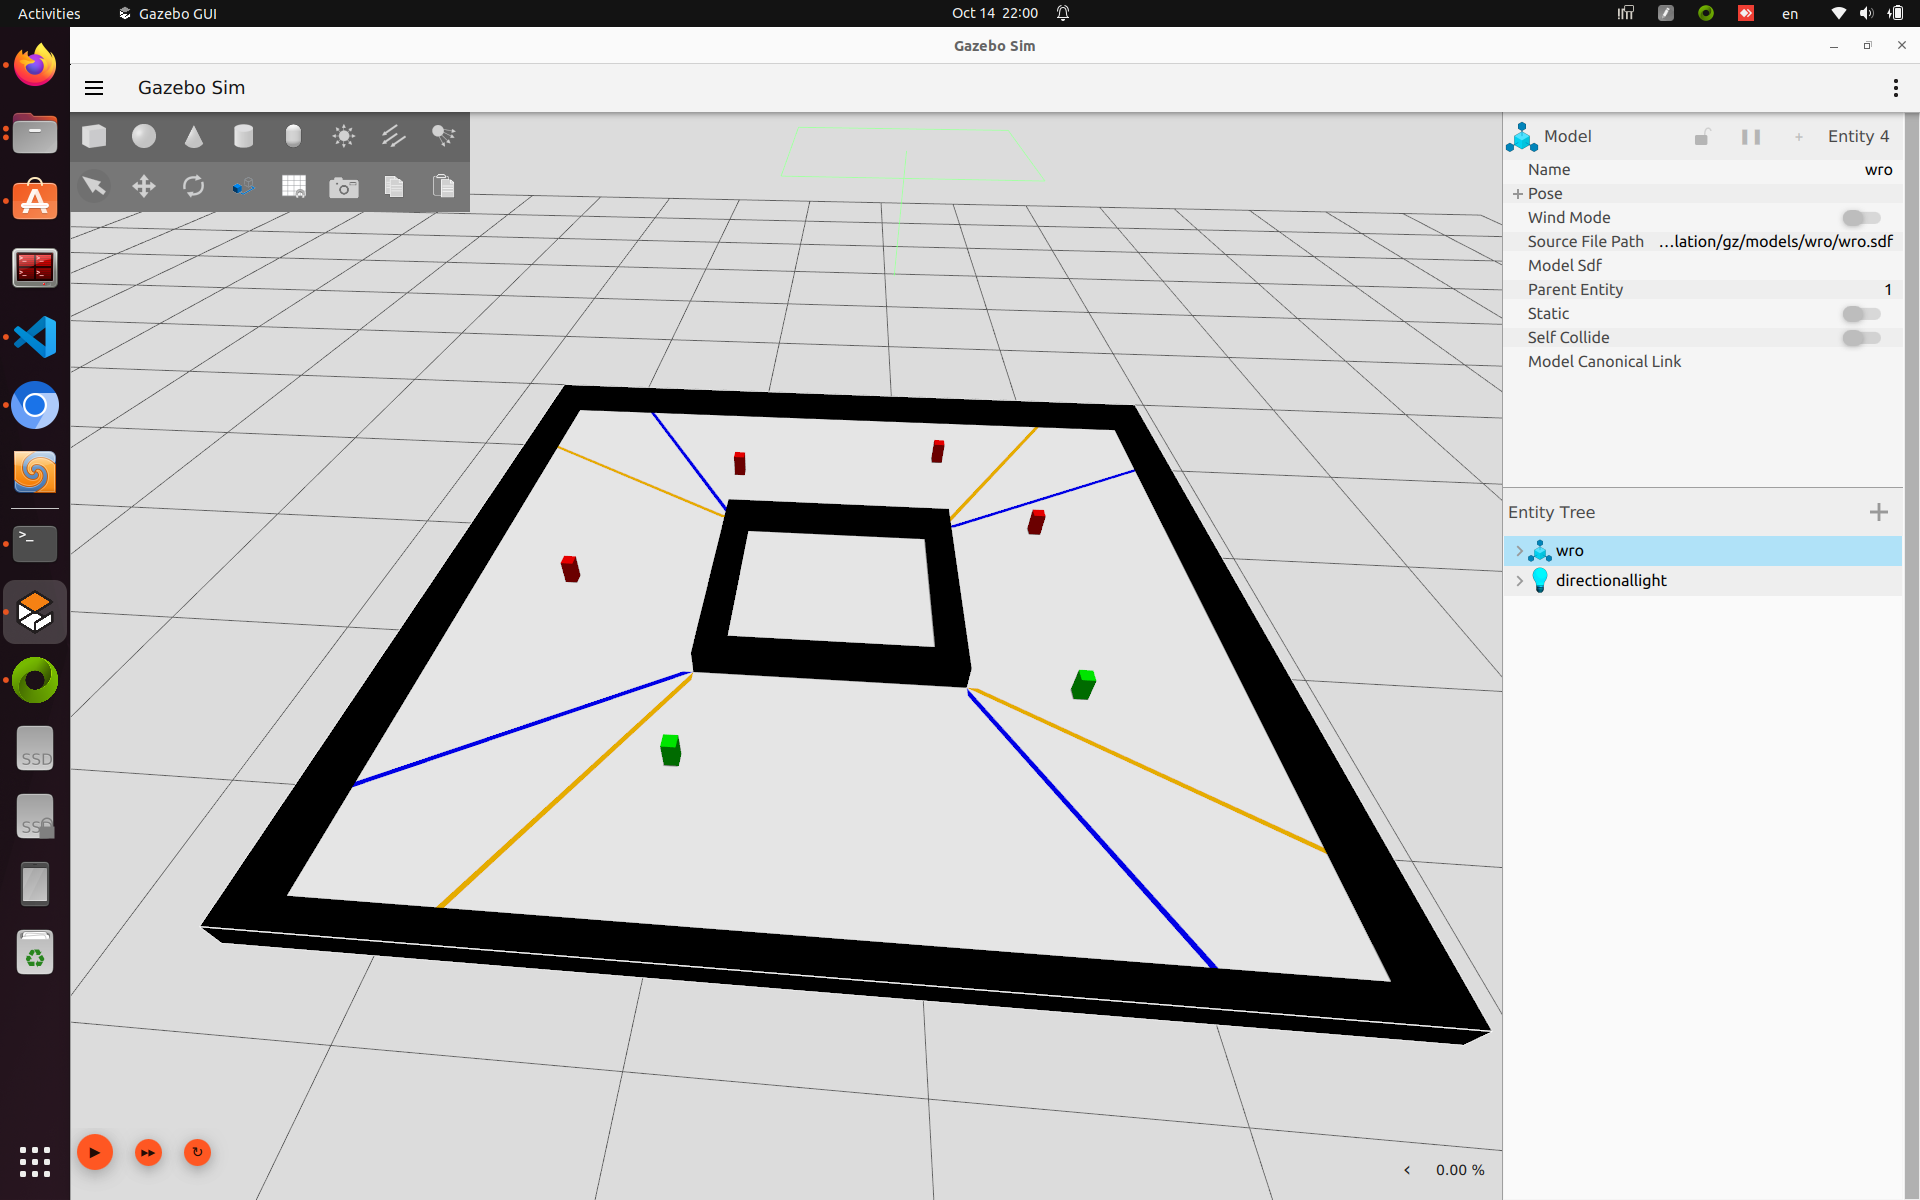 Activities
Gazebo GUI
Oct 14 22:00
en
Gazebo Sim
Gazebo Sim
Model
Entity 4
Name
wro
Pose
Wind Mode
Source File Path
...lation/gz/models/wro/wro.sdf
Model Sdf
Parent Entity
1
Static
Self Collide
Model Canonical Link
Entity Tree
wro
directionallight
>_
SSD
SSD
0.00 %